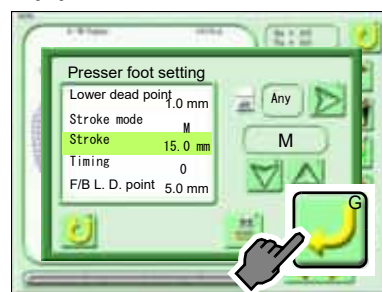 Presser foot setting
Lower dead point 1.0 mm
Stroke mode M
Stroke 15.0 mm
Timing 0
F/B L. D. point 5.0 mm
Any
M
G